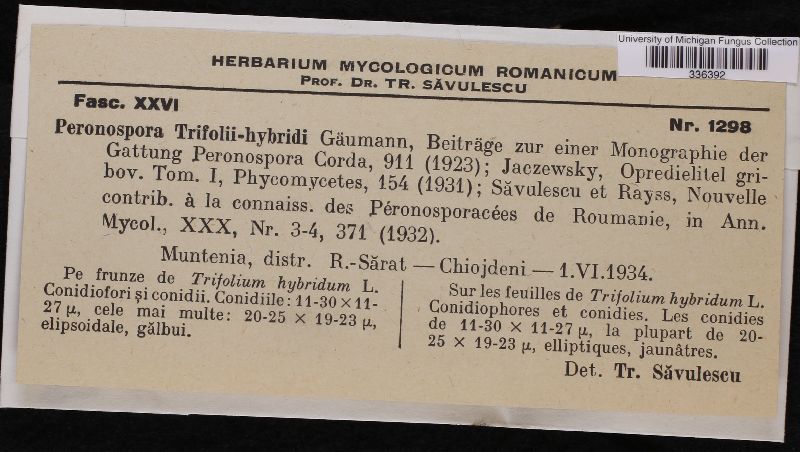 University of Michigan Fungus Collection
336392
HERBARIUM MYCOLOGICUM ROMANICUM
PROF. DR. TR. SĂVULESCU
Fasc. XXVI
Nr. 1298
Peronospora Trifolii-hybridi Gäumann, Beiträge zur einer Monographie der
Gattung Peronospora Corda, 911 (1923); Jaczewsky, Opredielitel gri-
bov. Tom. I, Phycomycetes, 154 (1931); Săvulescu et Rayss, Nouvelle
contrib. à la connaiss. des Péronosporacées de Roumanie, in Ann.
Mycol., XXX, Nr. 3-4, 371 (1932).
Muntenia, distr. R.-Sărat — Chiojdeni — 1.VI.1934.
Pe frunze de Trifolium hybridum L.
Conidiofori și conidii. Conidiile: 11-30 × 11-
27 μ, cele mai multe: 20-25 × 19-23 μ,
elipsoidale, gălbui.
Sur les feuilles de Trifolium hybridum L.
Conidiophores et conidies. Les conidies
de 11-30 × 11-27 μ, la plupart de 20-
25 × 19-23 μ, elliptiques, jaunâtres.
Det. Tr. Săvulescu